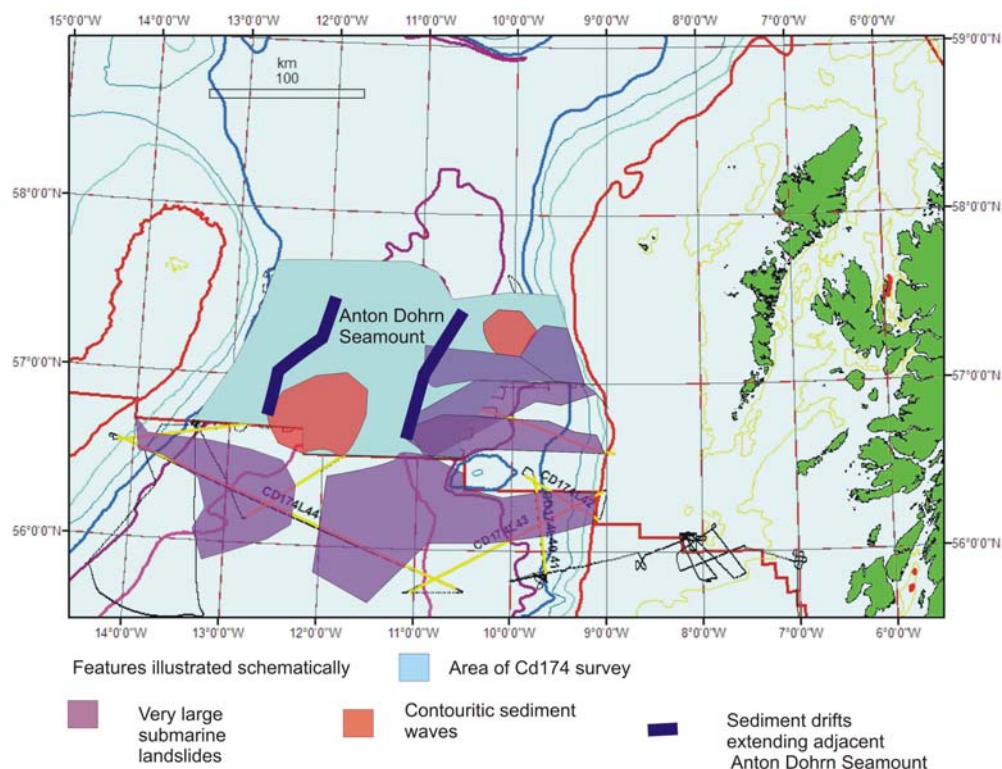 15°0'0"W 14°0'0"W 13°0'0"W 12°0'0"W 11°0'0"W 10°0'0"W 9°0'0"W 8°0'0"W 7°0'0"W 6°0'0"W
59°0'0"N
km
100
58°0'0"N 58°0'0"N
Anton Dohrn
Seamount
57°0'0"N 57°0'0"N
CD174L44
CD174L43
CD174L42
56°0'0"N 56°0'0"N
14°0'0"W 13°0'0"W 12°0'0"W 11°0'0"W 10°0'0"W 9°0'0"W 8°0'0"W 7°0'0"W 6°0'0"W
Features illustrated schematically
Area of Cd174 survey
Very large
submarine
landslides
Contouritic sediment
waves
Sediment drifts
extending adjacent
Anton Dohrn Seamount